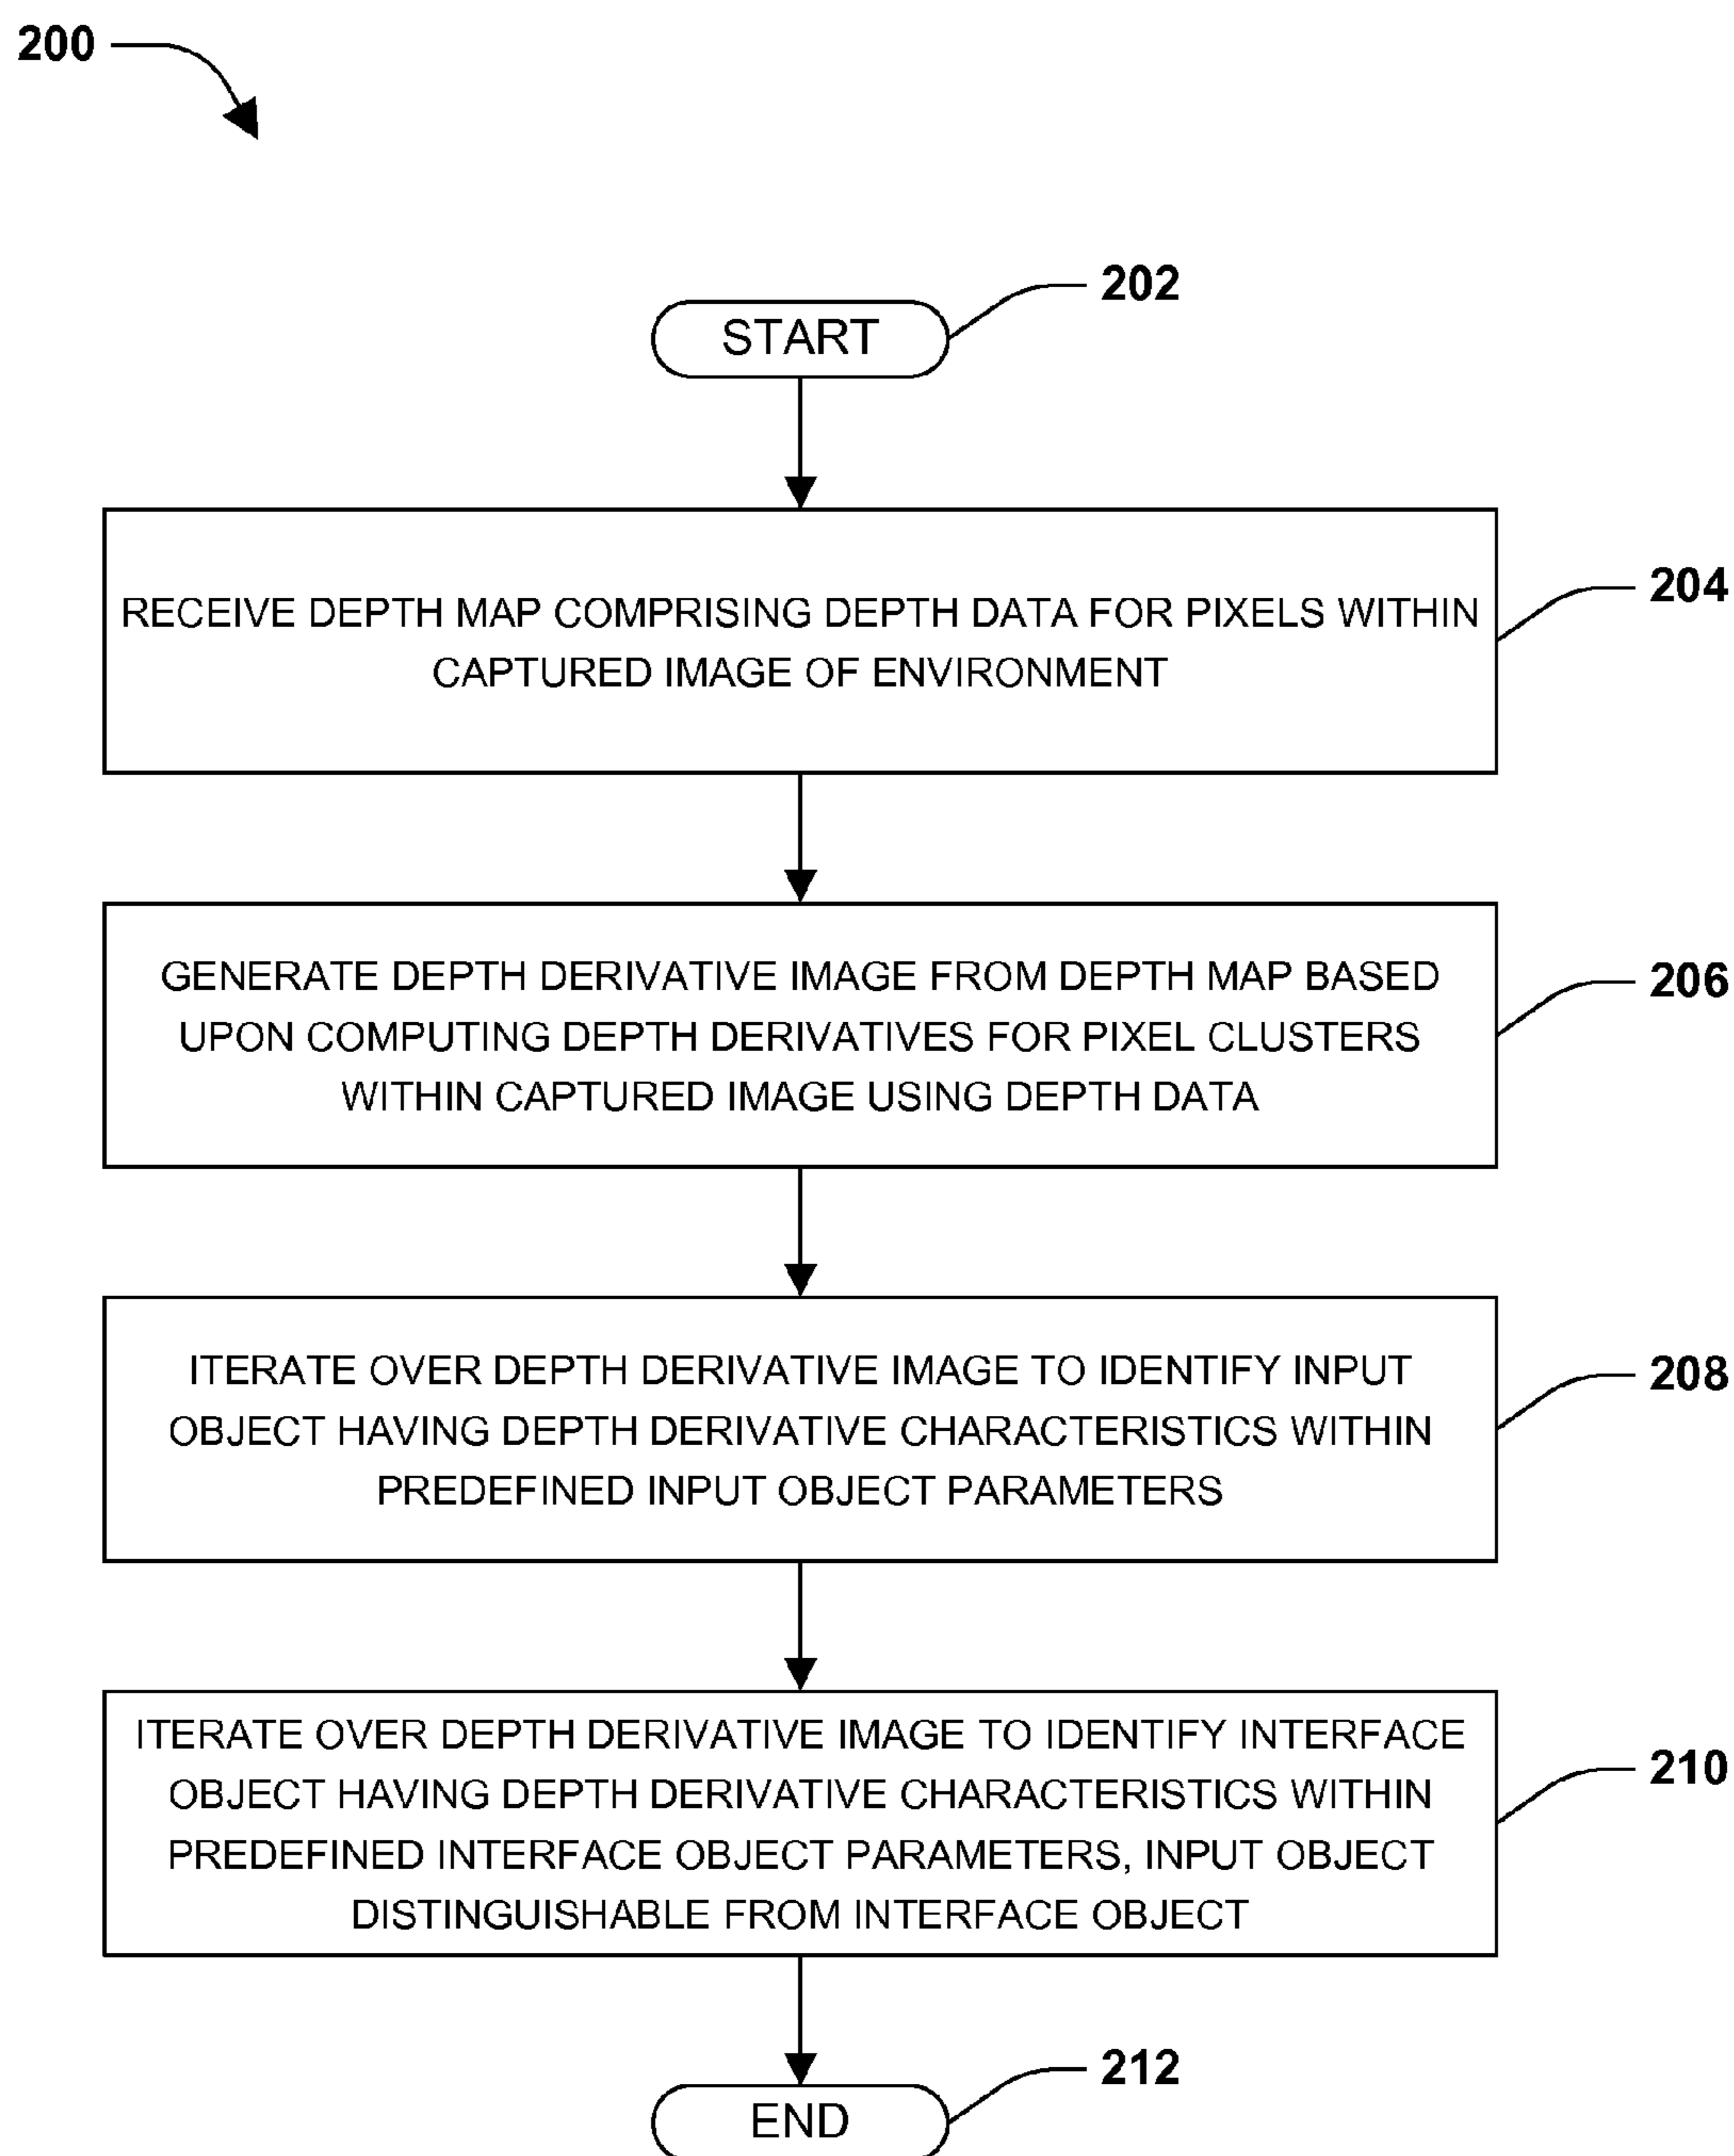 200
202
START
204
RECEIVE DEPTH MAP COMPRISING DEPTH DATA FOR PIXELS WITHIN
CAPTURED IMAGE OF ENVIRONMENT
206
GENERATE DEPTH DERIVATIVE IMAGE FROM DEPTH MAP BASED
UPON COMPUTING DEPTH DERIVATIVES FOR PIXEL CLUSTERS
WITHIN CAPTURED IMAGE USING DEPTH DATA
208
ITERATE OVER DEPTH DERIVATIVE IMAGE TO IDENTIFY INPUT
OBJECT HAVING DEPTH DERIVATIVE CHARACTERISTICS WITHIN
PREDEFINED INPUT OBJECT PARAMETERS
210
ITERATE OVER DEPTH DERIVATIVE IMAGE TO IDENTIFY INTERFACE
OBJECT HAVING DEPTH DERIVATIVE CHARACTERISTICS WITHIN
PREDEFINED INTERFACE OBJECT PARAMETERS, INPUT OBJECT
DISTINGUISHABLE FROM INTERFACE OBJECT
212
END